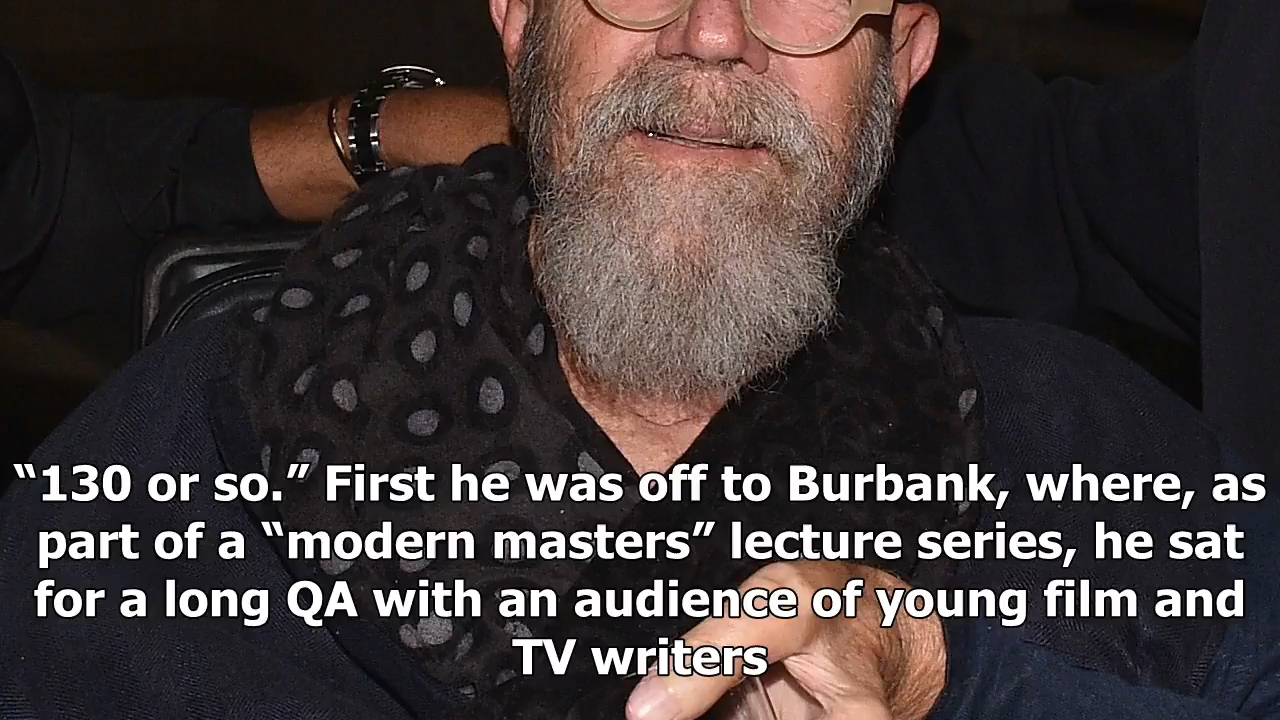 “130 or so.” First he was off to Burbank, where, as
part of a “modern masters” lecture series, he sat
for a long QA with an audience of young film and
TV writers